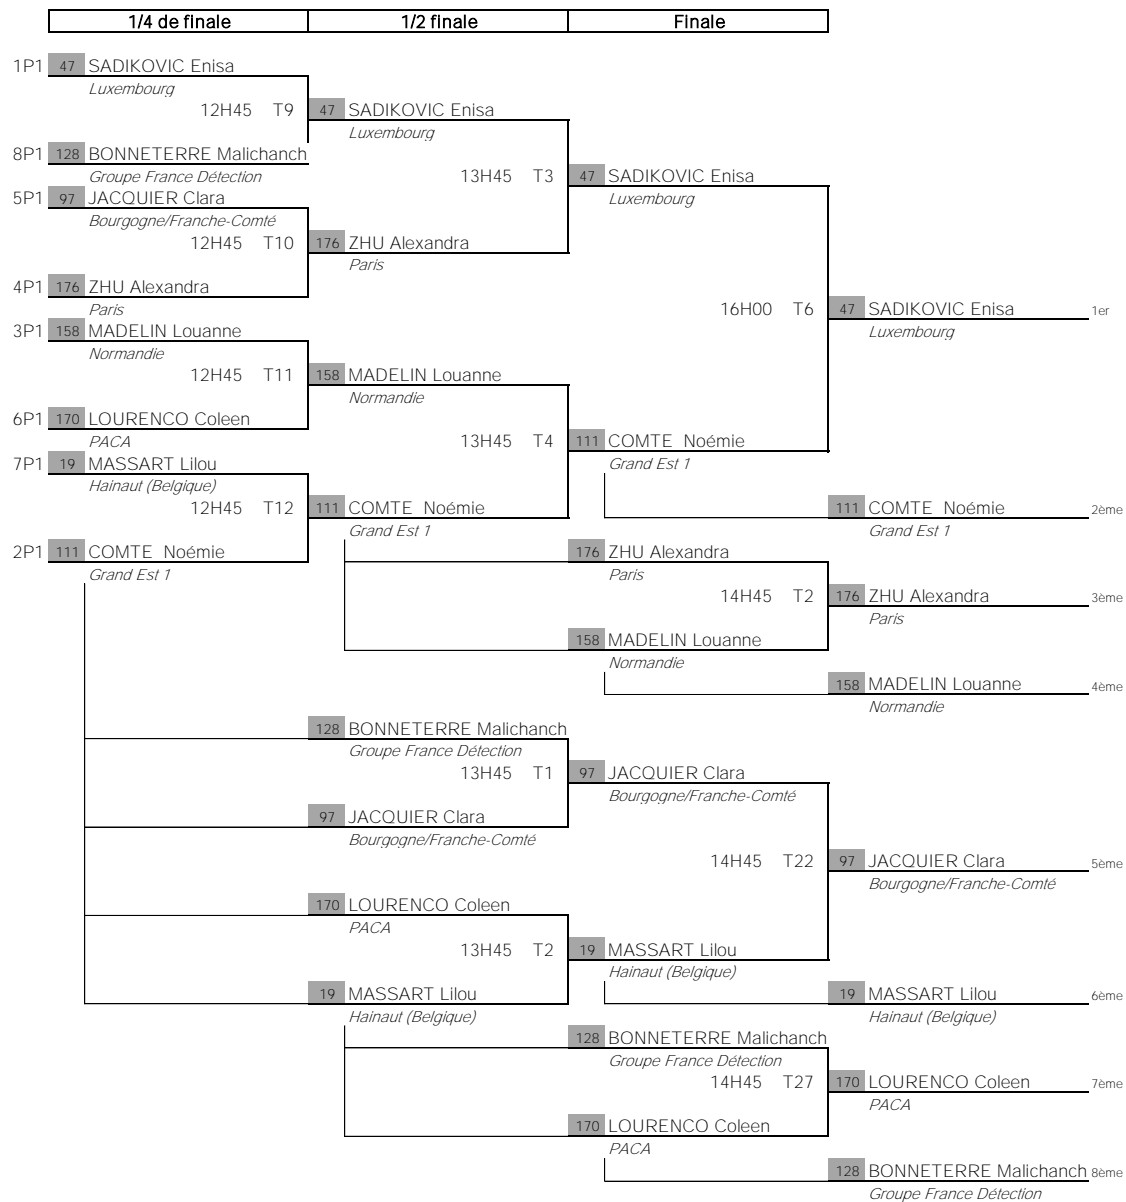 1/4 de finale 1/2 finale Finale
1P1 47 SADIKOVIC Enisa
Luxembourg
12H45 T9 47 SADIKOVIC Enisa
Luxembourg
8P1 128 BONNETERRE Malichanch
Groupe France Détection 13H45 T3 47 SADIKOVIC Enisa
5P1 97 JACQUIER Clara Luxembourg
Bourgogne/Franche-Comté
12H45 T10 176 ZHU Alexandra
Paris
4P1 176 ZHU Alexandra
Paris 16H00 T6 47 SADIKOVIC Enisa 1er
3P1 158 MADELIN Louanne Luxembourg
Normandie
12H45 T11 158 MADELIN Louanne
Normandie
6P1 170 LOURENCO Coleen
PACA 13H45 T4 111 COMTE Noémie
7P1 19 MASSART Lilou Grand Est 1
Hainaut (Belgique)
12H45 T12 111 COMTE Noémie 111 COMTE Noémie 2ème
Grand Est 1 Grand Est 1
2P1 111 COMTE Noémie 176 ZHU Alexandra
Grand Est 1 Paris
14H45 T2 176 ZHU Alexandra 3ème
Paris
158 MADELIN Louanne
Normandie
158 MADELIN Louanne 4ème
Normandie
128 BONNETERRE Malichanch
Groupe France Détection
13H45 T1 97 JACQUIER Clara
Bourgogne/Franche-Comté
97 JACQUIER Clara
Bourgogne/Franche-Comté
14H45 T22 97 JACQUIER Clara 5ème
Bourgogne/Franche-Comté
170 LOURENCO Coleen
PACA
13H45 T2 19 MASSART Lilou
Hainaut (Belgique)
19 MASSART Lilou 19 MASSART Lilou 6ème
Hainaut (Belgique) Hainaut (Belgique)
128 BONNETERRE Malichanch
Groupe France Détection
14H45 T27 170 LOURENCO Coleen 7ème
PACA
170 LOURENCO Coleen
PACA
128 BONNETERRE Malichanch 8ème
Groupe France Détection